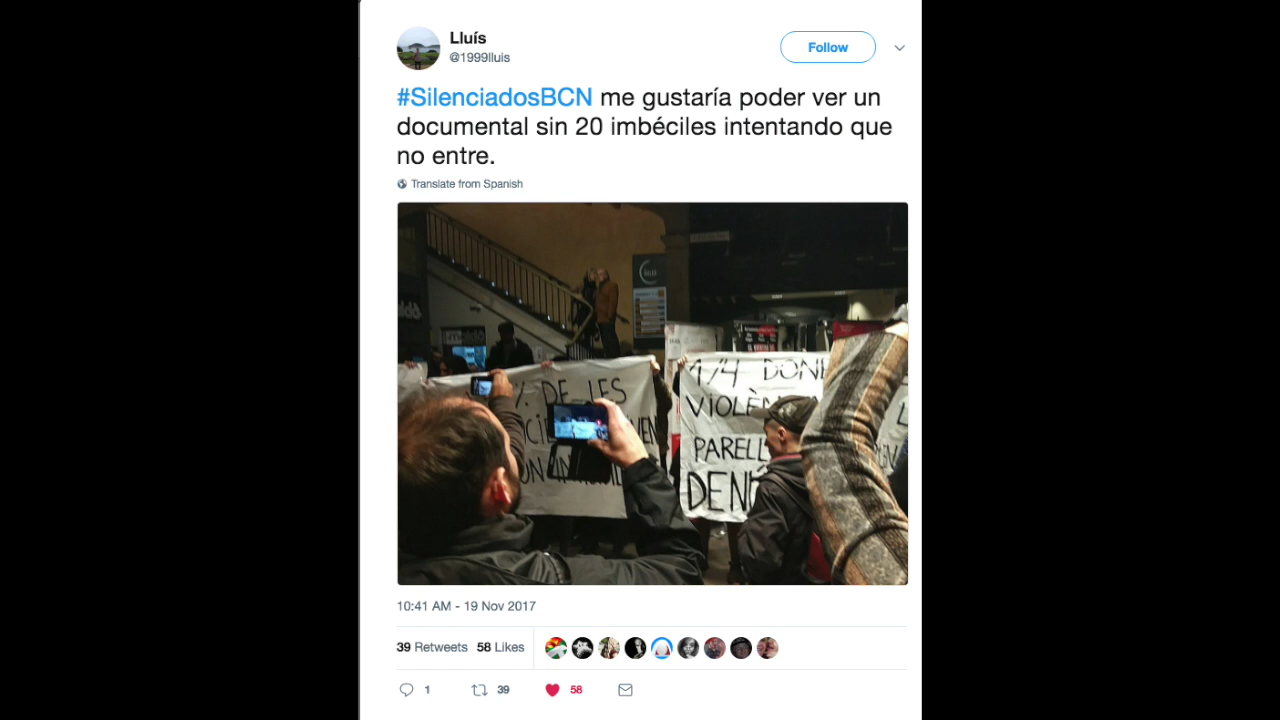 Lluís
@1999lluis
Follow
#SilenciadosBCN me gustaría poder ver un
documental sin 20 imbéciles intentando que
no entre.
Translate from Spanish
% DE LES
1/4 DON
VIOLÈ
PARELL
DEN
10:41 AM - 19 Nov 2017
39 Retweets 58 Likes
1 39 58